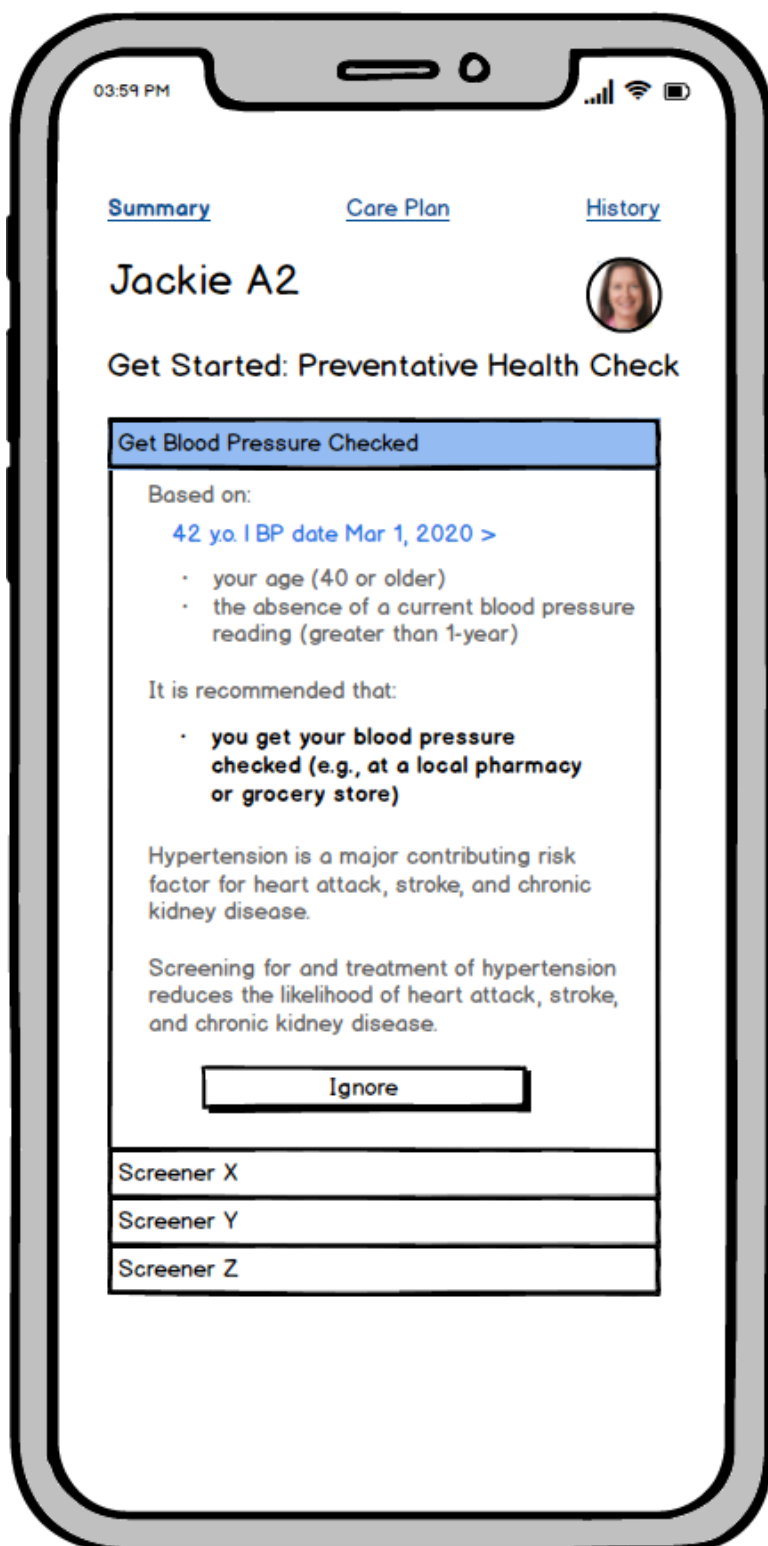 03:59 PM
Summary Care Plan History
Jackie A2
Get Started: Preventative Health Check
Get Blood Pressure Checked
Based on:
42 y.o. | BP date Mar 1, 2020 >
· your age (40 or older)
· the absence of a current blood pressure
reading (greater than 1-year)
It is recommended that:
· you get your blood pressure
checked (e.g., at a local pharmacy
or grocery store)
Hypertension is a major contributing risk
factor for heart attack, stroke, and chronic
kidney disease.
Screening for and treatment of hypertension
reduces the likelihood of heart attack, stroke,
and chronic kidney disease.
Ignore
Screener X
Screener Y
Screener Z